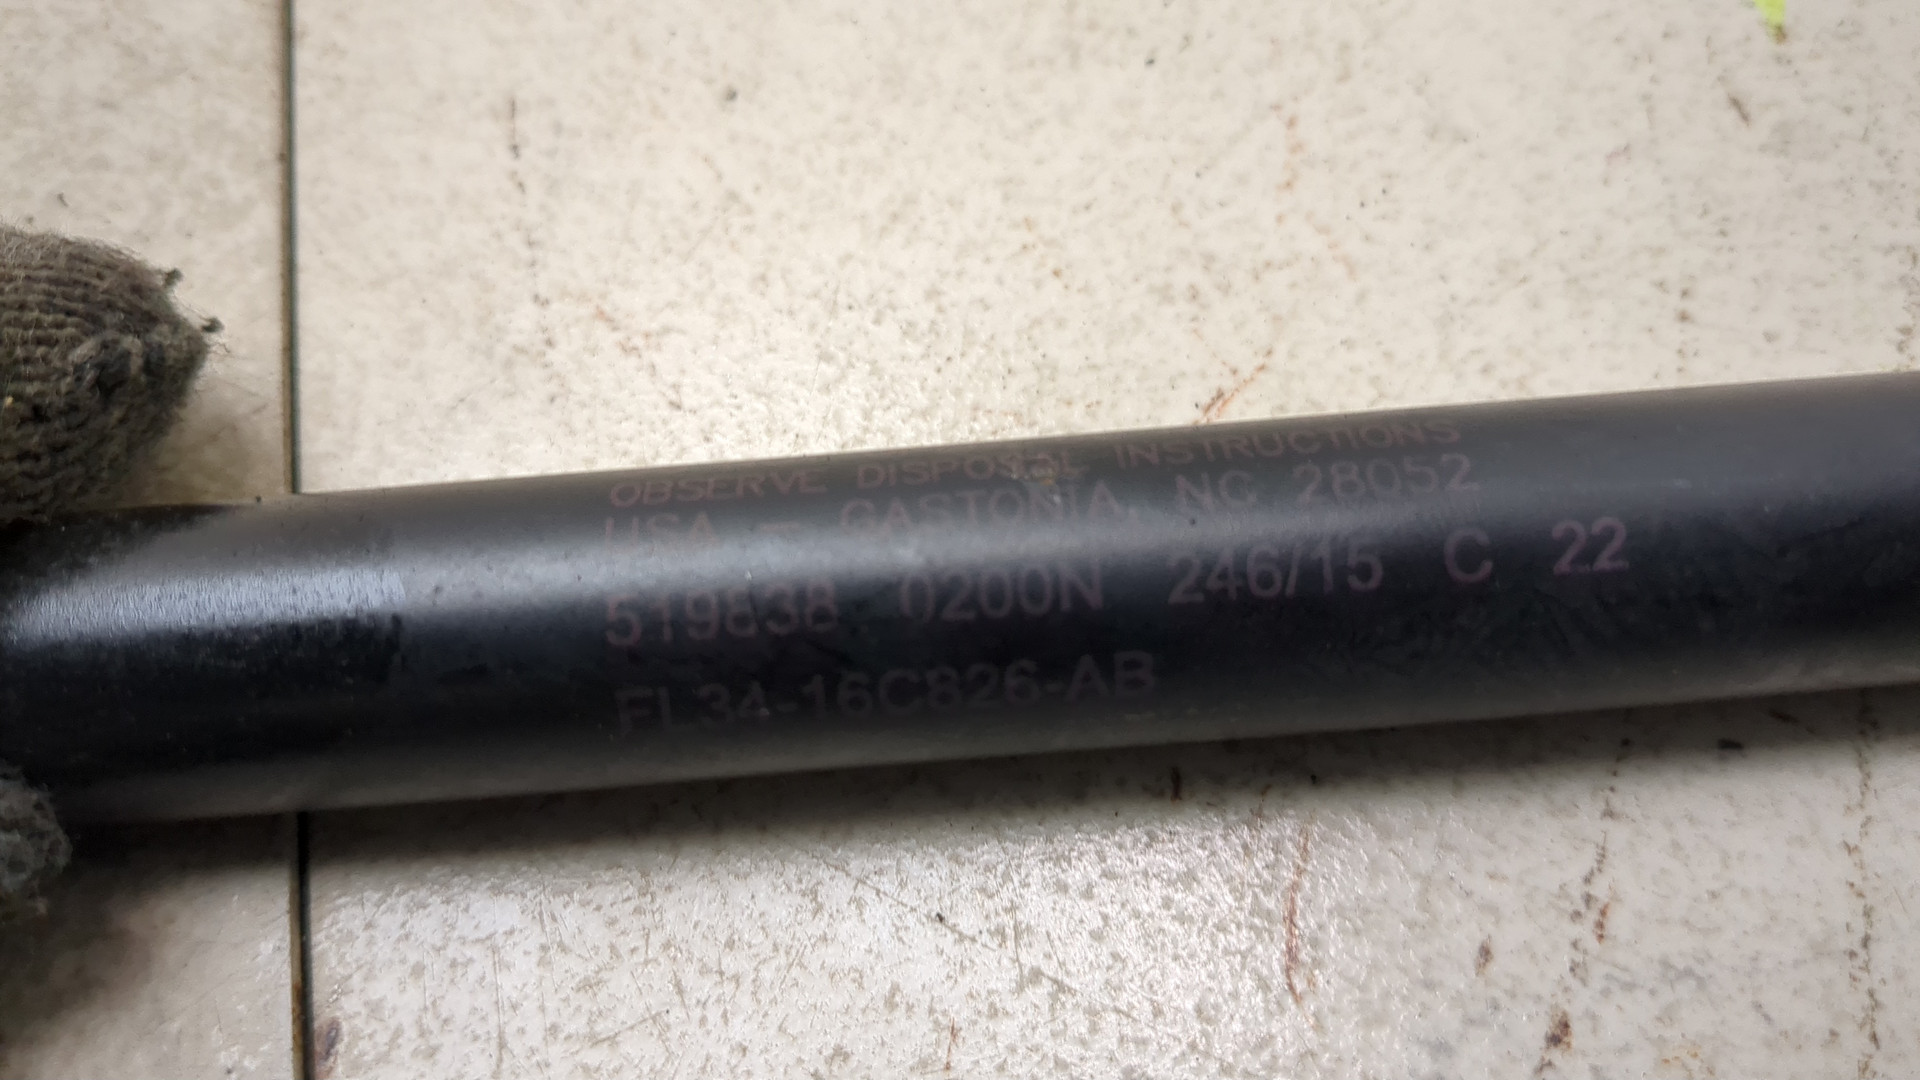 OBSERVE DISPOSAL INSTRUCTIONS
USA – GASTONIA, NC 28052
519838 0200N 246/15 C 22
FL34-16C826-AB